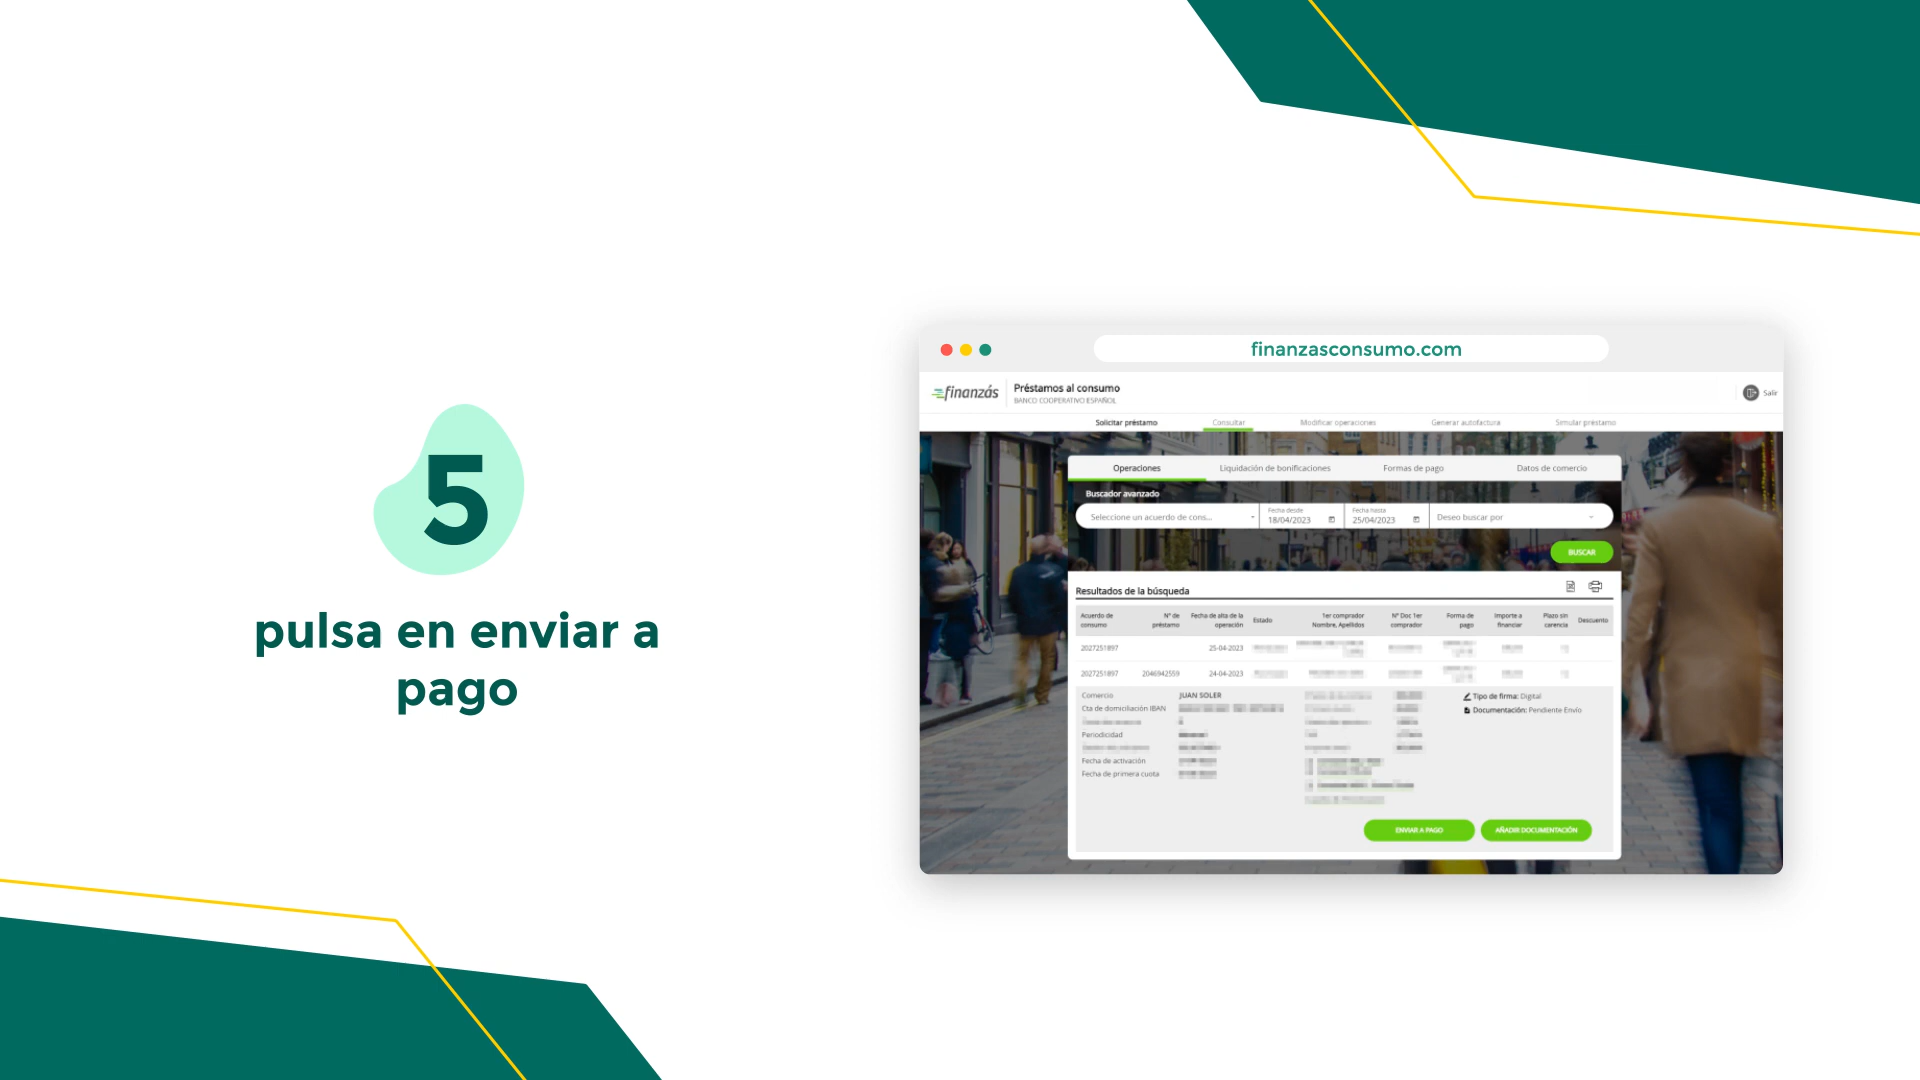 5
pulsa en enviar a
pago
finanzasconsumo.com
finanzás
Préstamos al consumo
BANCO COOPERATIVO ESPAÑOL
Salir
Solicitar préstamo
Consultar
Modificar operaciones
Generar autofactura
Simular préstamo
Operaciones
Liquidación de bonificaciones
Formas de pago
Datos de comercio
Buscador avanzado
Seleccione un acuerdo de cons...
Fecha desde
18/04/2023
Fecha hasta
25/04/2023
Deseo buscar por
BUSCAR
Resultados de la búsqueda
Acuerdo de
consumo
Nº de
préstamo
Fecha de alta de la
operación
Estado
1er comprador
Nombre, Apellidos
Nº Doc 1er
comprador
Forma de
pago
Importe a
financiar
Plazo sin
carencia
Descuento
2027251897 25-04-2023
2027251897 2046942559 24-04-2023
Comercio JUAN SOLER
Tipo de firma: Digital
Cta de domiciliación IBAN
Documentación: Pendiente Envío
Periodicidad
Fecha de activación
Fecha de primera cuota
ENVIAR A PAGO
AÑADIR DOCUMENTACIÓN